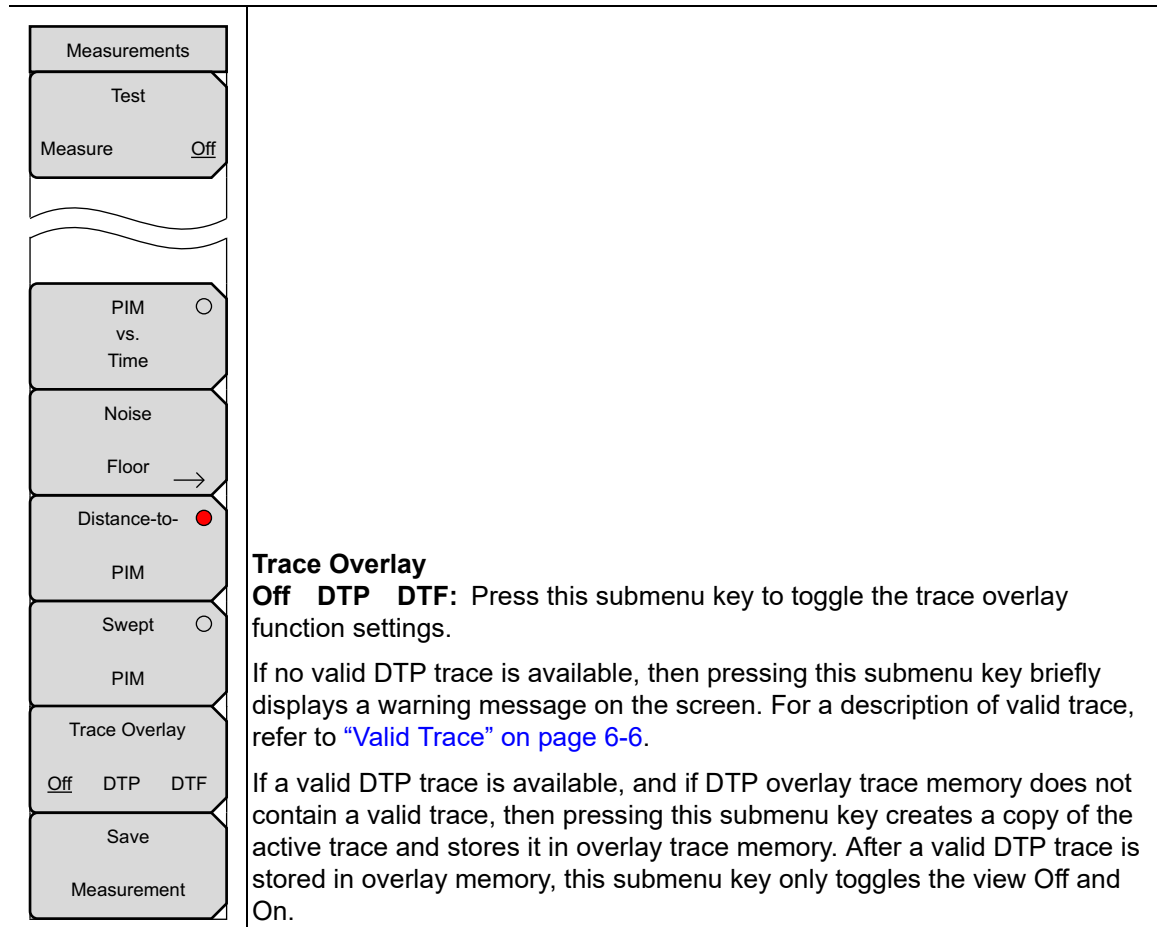 Measurements
Test
Measure Off
PIM
vs.
Time
Noise
Floor
Distance-to-
PIM
Swept
PIM
Trace Overlay
Off DTP DTF
Save
Measurement
Trace Overlay
Off DTP DTF: Press this submenu key to toggle the trace overlay
function settings.
If no valid DTP trace is available, then pressing this submenu key briefly
displays a warning message on the screen. For a description of valid trace,
refer to “Valid Trace” on page 6-6.
If a valid DTP trace is available, and if DTP overlay trace memory does not
contain a valid trace, then pressing this submenu key creates a copy of the
active trace and stores it in overlay trace memory. After a valid DTP trace is
stored in overlay memory, this submenu key only toggles the view Off and
On.